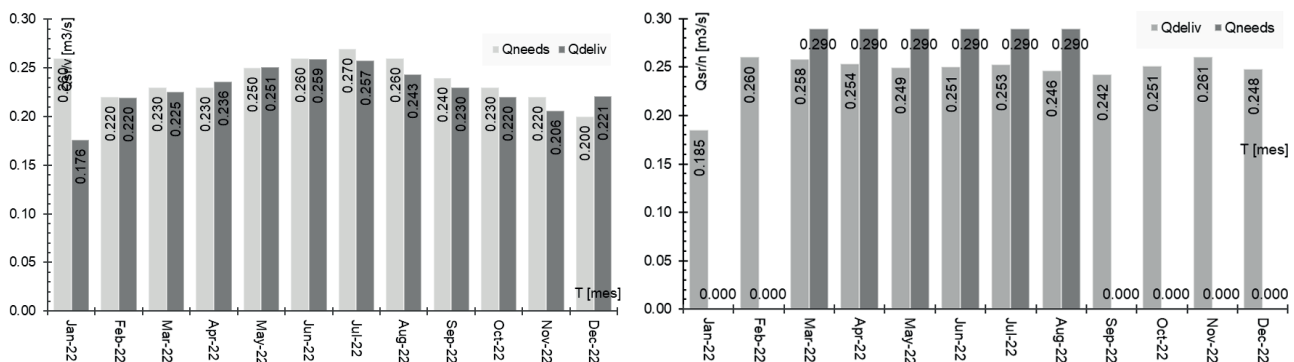 0.30
0.25
0.20
0.15
0.10
0.05
0.00
Qsr/v [m3/s]
Qneeds
Qdeliv
0.260
0.176
0.220
0.220
0.230
0.225
0.230
0.236
0.250
0.251
0.260
0.259
0.270
0.257
0.260
0.243
0.240
0.230
0.230
0.220
0.220
0.206
0.200
0.221
T [mes]
Jan-22
Feb-22
Mar-22
Apr-22
May-22
Jun-22
Jul-22
Aug-22
Sep-22
Oct-22
Nov-22
Dec-22
0.30
0.25
0.20
0.15
0.10
0.05
0.00
Qsr/n [m3/s]
Qdeliv
Qneeds
0.185
0.000
0.260
0.000
0.258
0.290
0.254
0.290
0.249
0.290
0.251
0.290
0.253
0.290
0.246
0.290
0.242
0.000
0.251
0.000
0.261
0.000
0.248
0.000
T [mes]
Jan-22
Feb-22
Mar-22
Apr-22
May-22
Jun-22
Jul-22
Aug-22
Sep-22
Oct-22
Nov-22
Dec-22